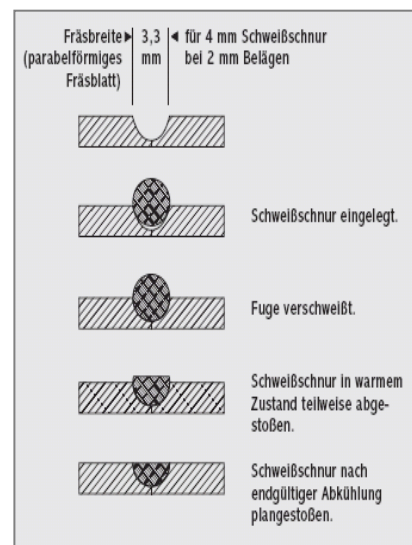 Fräsbreite 3,3 für 4 mm Schweißschnur
(parabelförmiges mm bei 2 mm Belägen
Fräsblatt)
Schweißschnur eingelegt.
Fuge verschweißt.
Schweißschnur in warmem
Zustand teilweise abge-
stoßen.
Schweißschnur nach
endgültiger Abkühlung
plangestoßen.